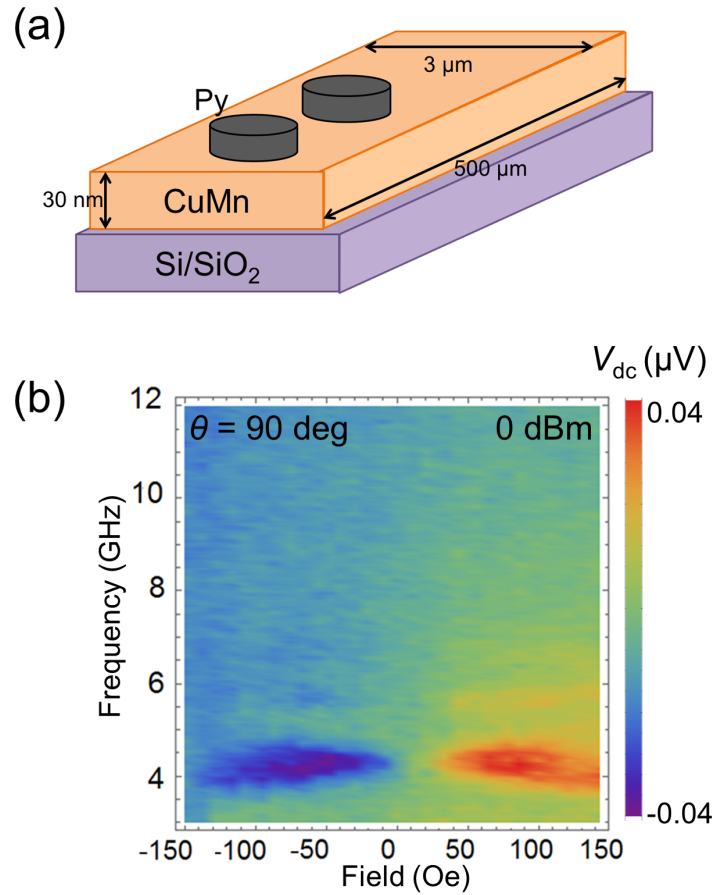 (a)
3 µm
Py
500 µm
30 nm
CuMn
Si/SiO₂
V_dc (µV)
(b)
12
θ = 90 deg
0 dBm
0.04
10
Frequency (GHz)
8
6
4
-0.04
-150 -100 -50 0 50 100 150
Field (Oe)